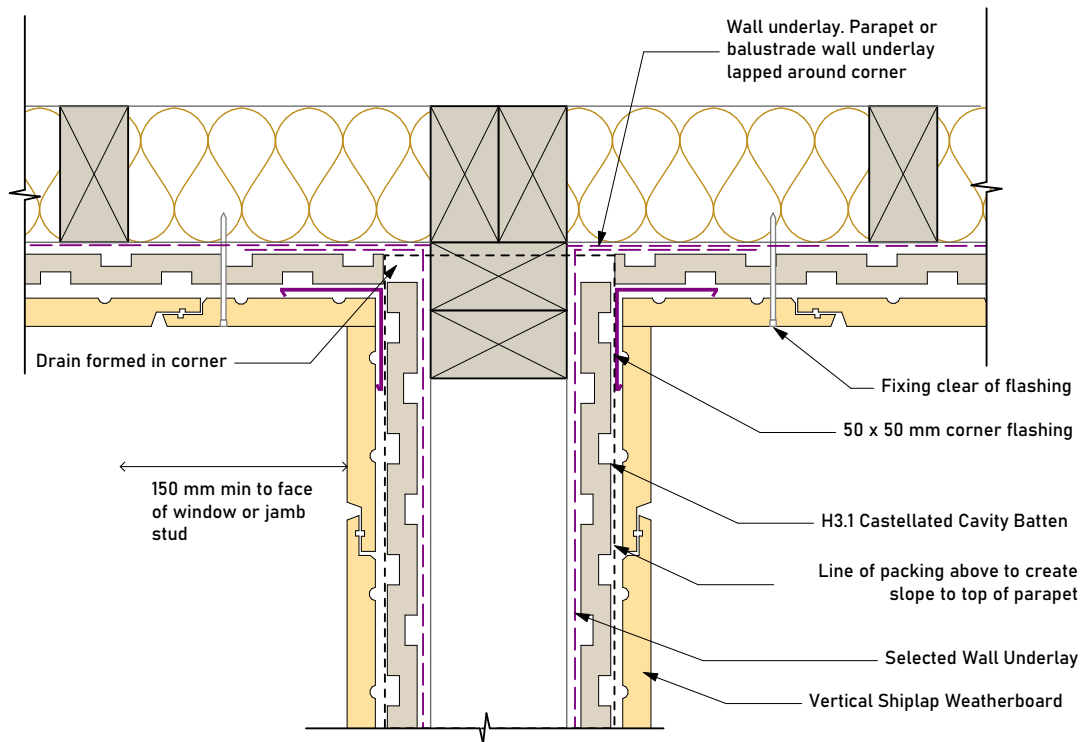 Wall underlay. Parapet or
balustrade wall underlay
lapped around corner
Drain formed in corner
Fixing clear of flashing
50 x 50 mm corner flashing
150 mm min to face
of window or jamb
stud
H3.1 Castellated Cavity Batten
Line of packing above to create
slope to top of parapet
Selected Wall Underlay
Vertical Shiplap Weatherboard